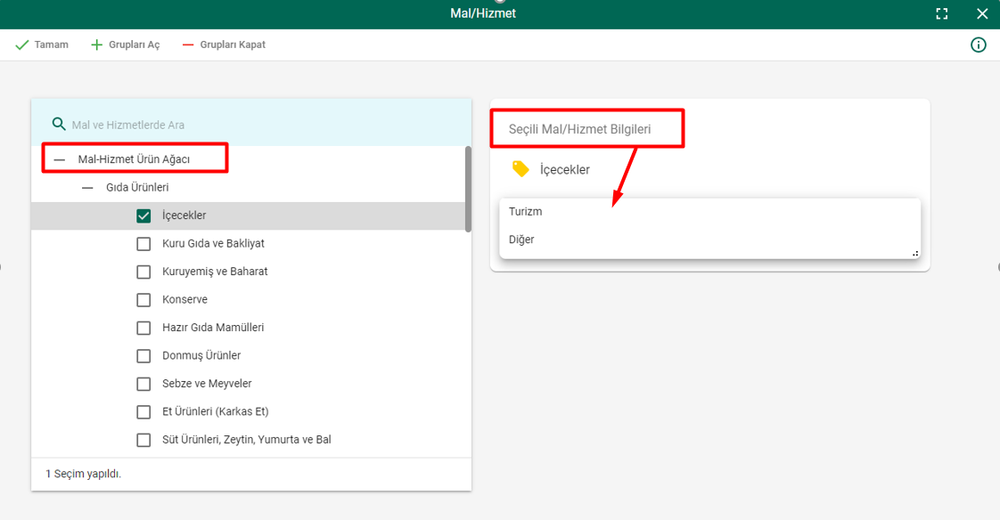 Mal/Hizmet
Tamam
Grupları Aç
Grupları Kapat
Mal ve Hizmetlerde Ara
Mal-Hizmet Ürün Ağacı
Gıda Ürünleri
İçecekler
Kuru Gıda ve Bakliyat
Kuruyemiş ve Baharat
Konserve
Hazır Gıda Mamülleri
Donmuş Ürünler
Sebze ve Meyveler
Et Ürünleri (Karkas Et)
Süt Ürünleri, Zeytin, Yumurta ve Bal
1 Seçim yapıldı.
Seçili Mal/Hizmet Bilgileri
İçecekler
Turizm
Diğer